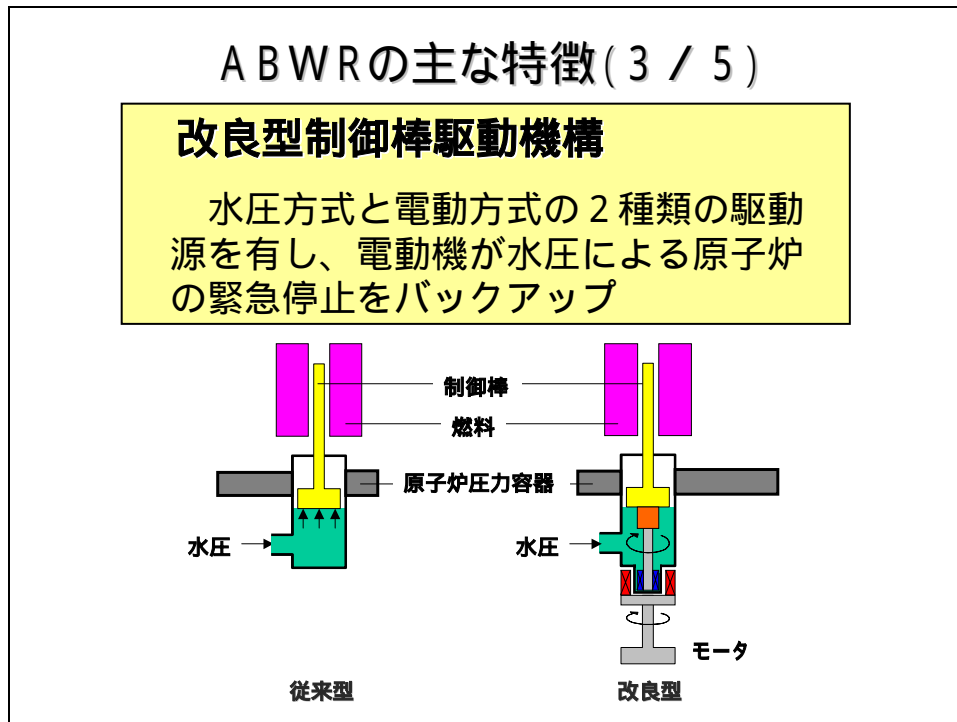 ABWRの主な特徴(3/5)
改良型制御棒駆動機構
水圧方式と電動方式の2種類の駆動
源を有し、電動機が水圧による原子炉
の緊急停止をバックアップ
制御棒
燃料
原子炉圧力容器
水圧
水圧
モータ
従来型
改良型